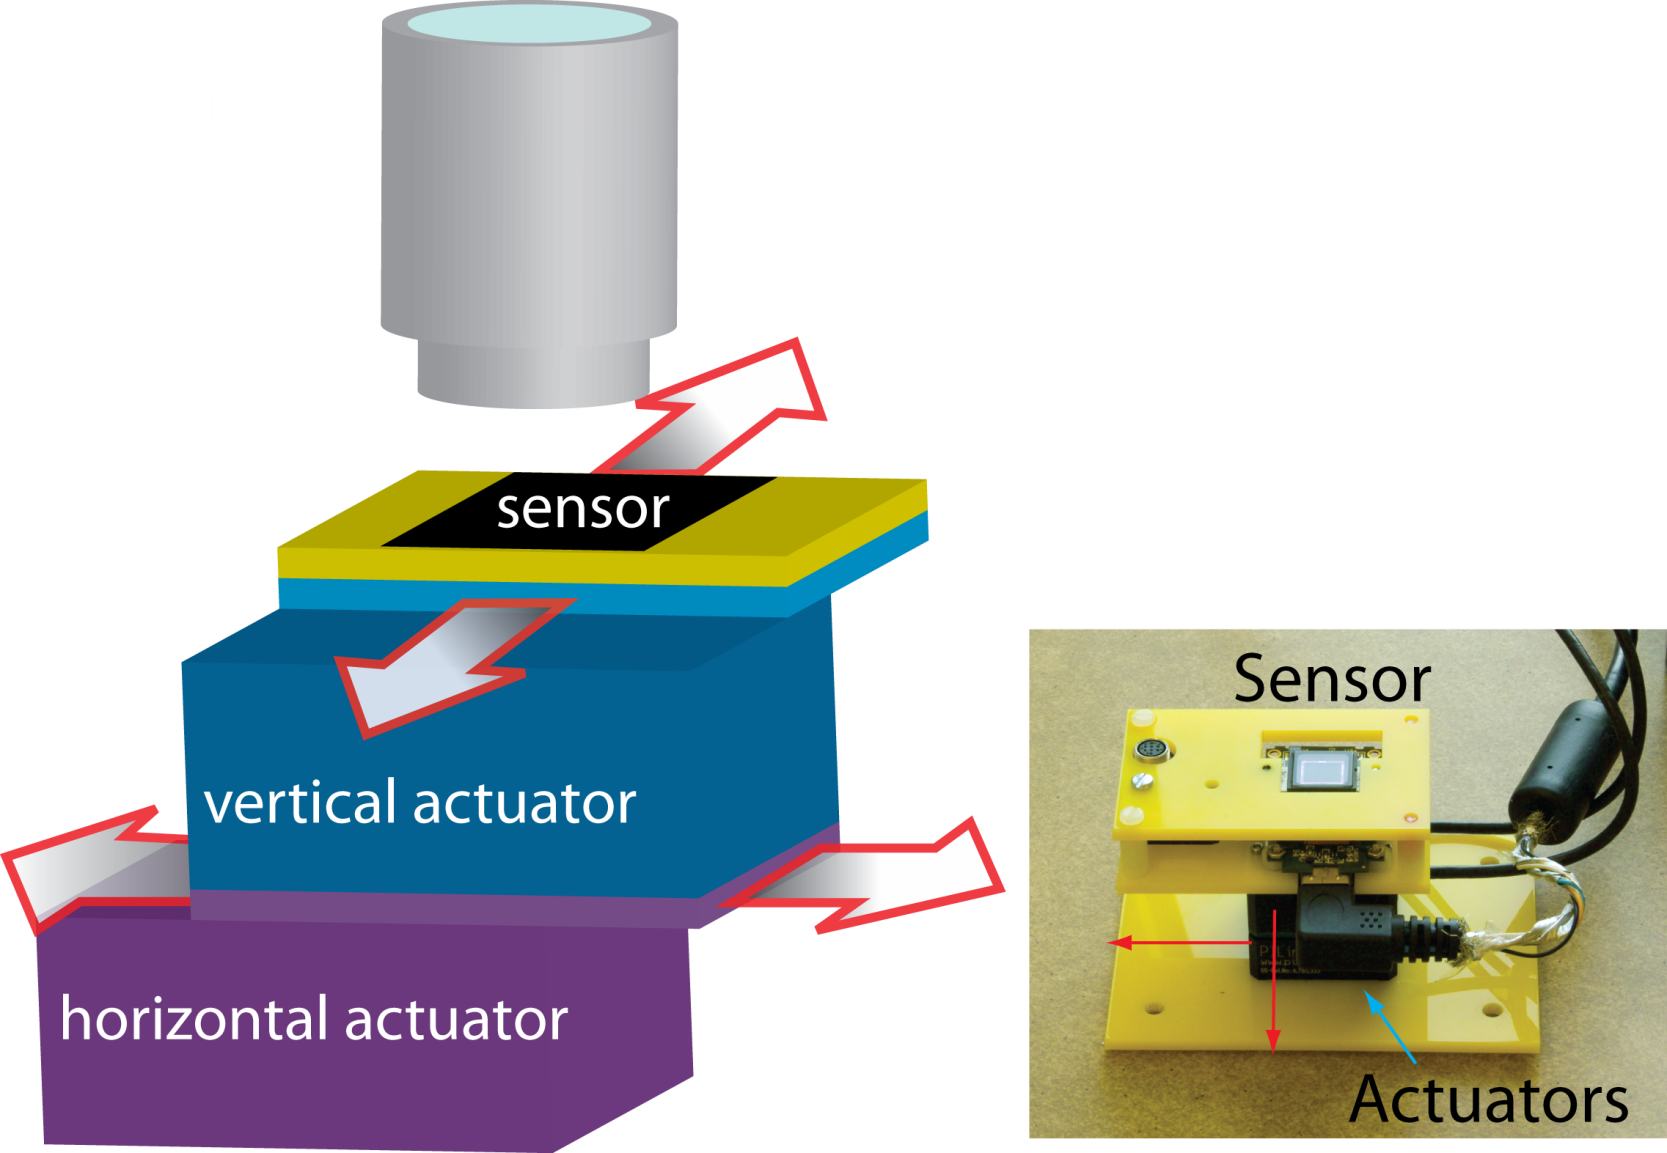 sensor
vertical actuator
horizontal actuator
Sensor
Actuators